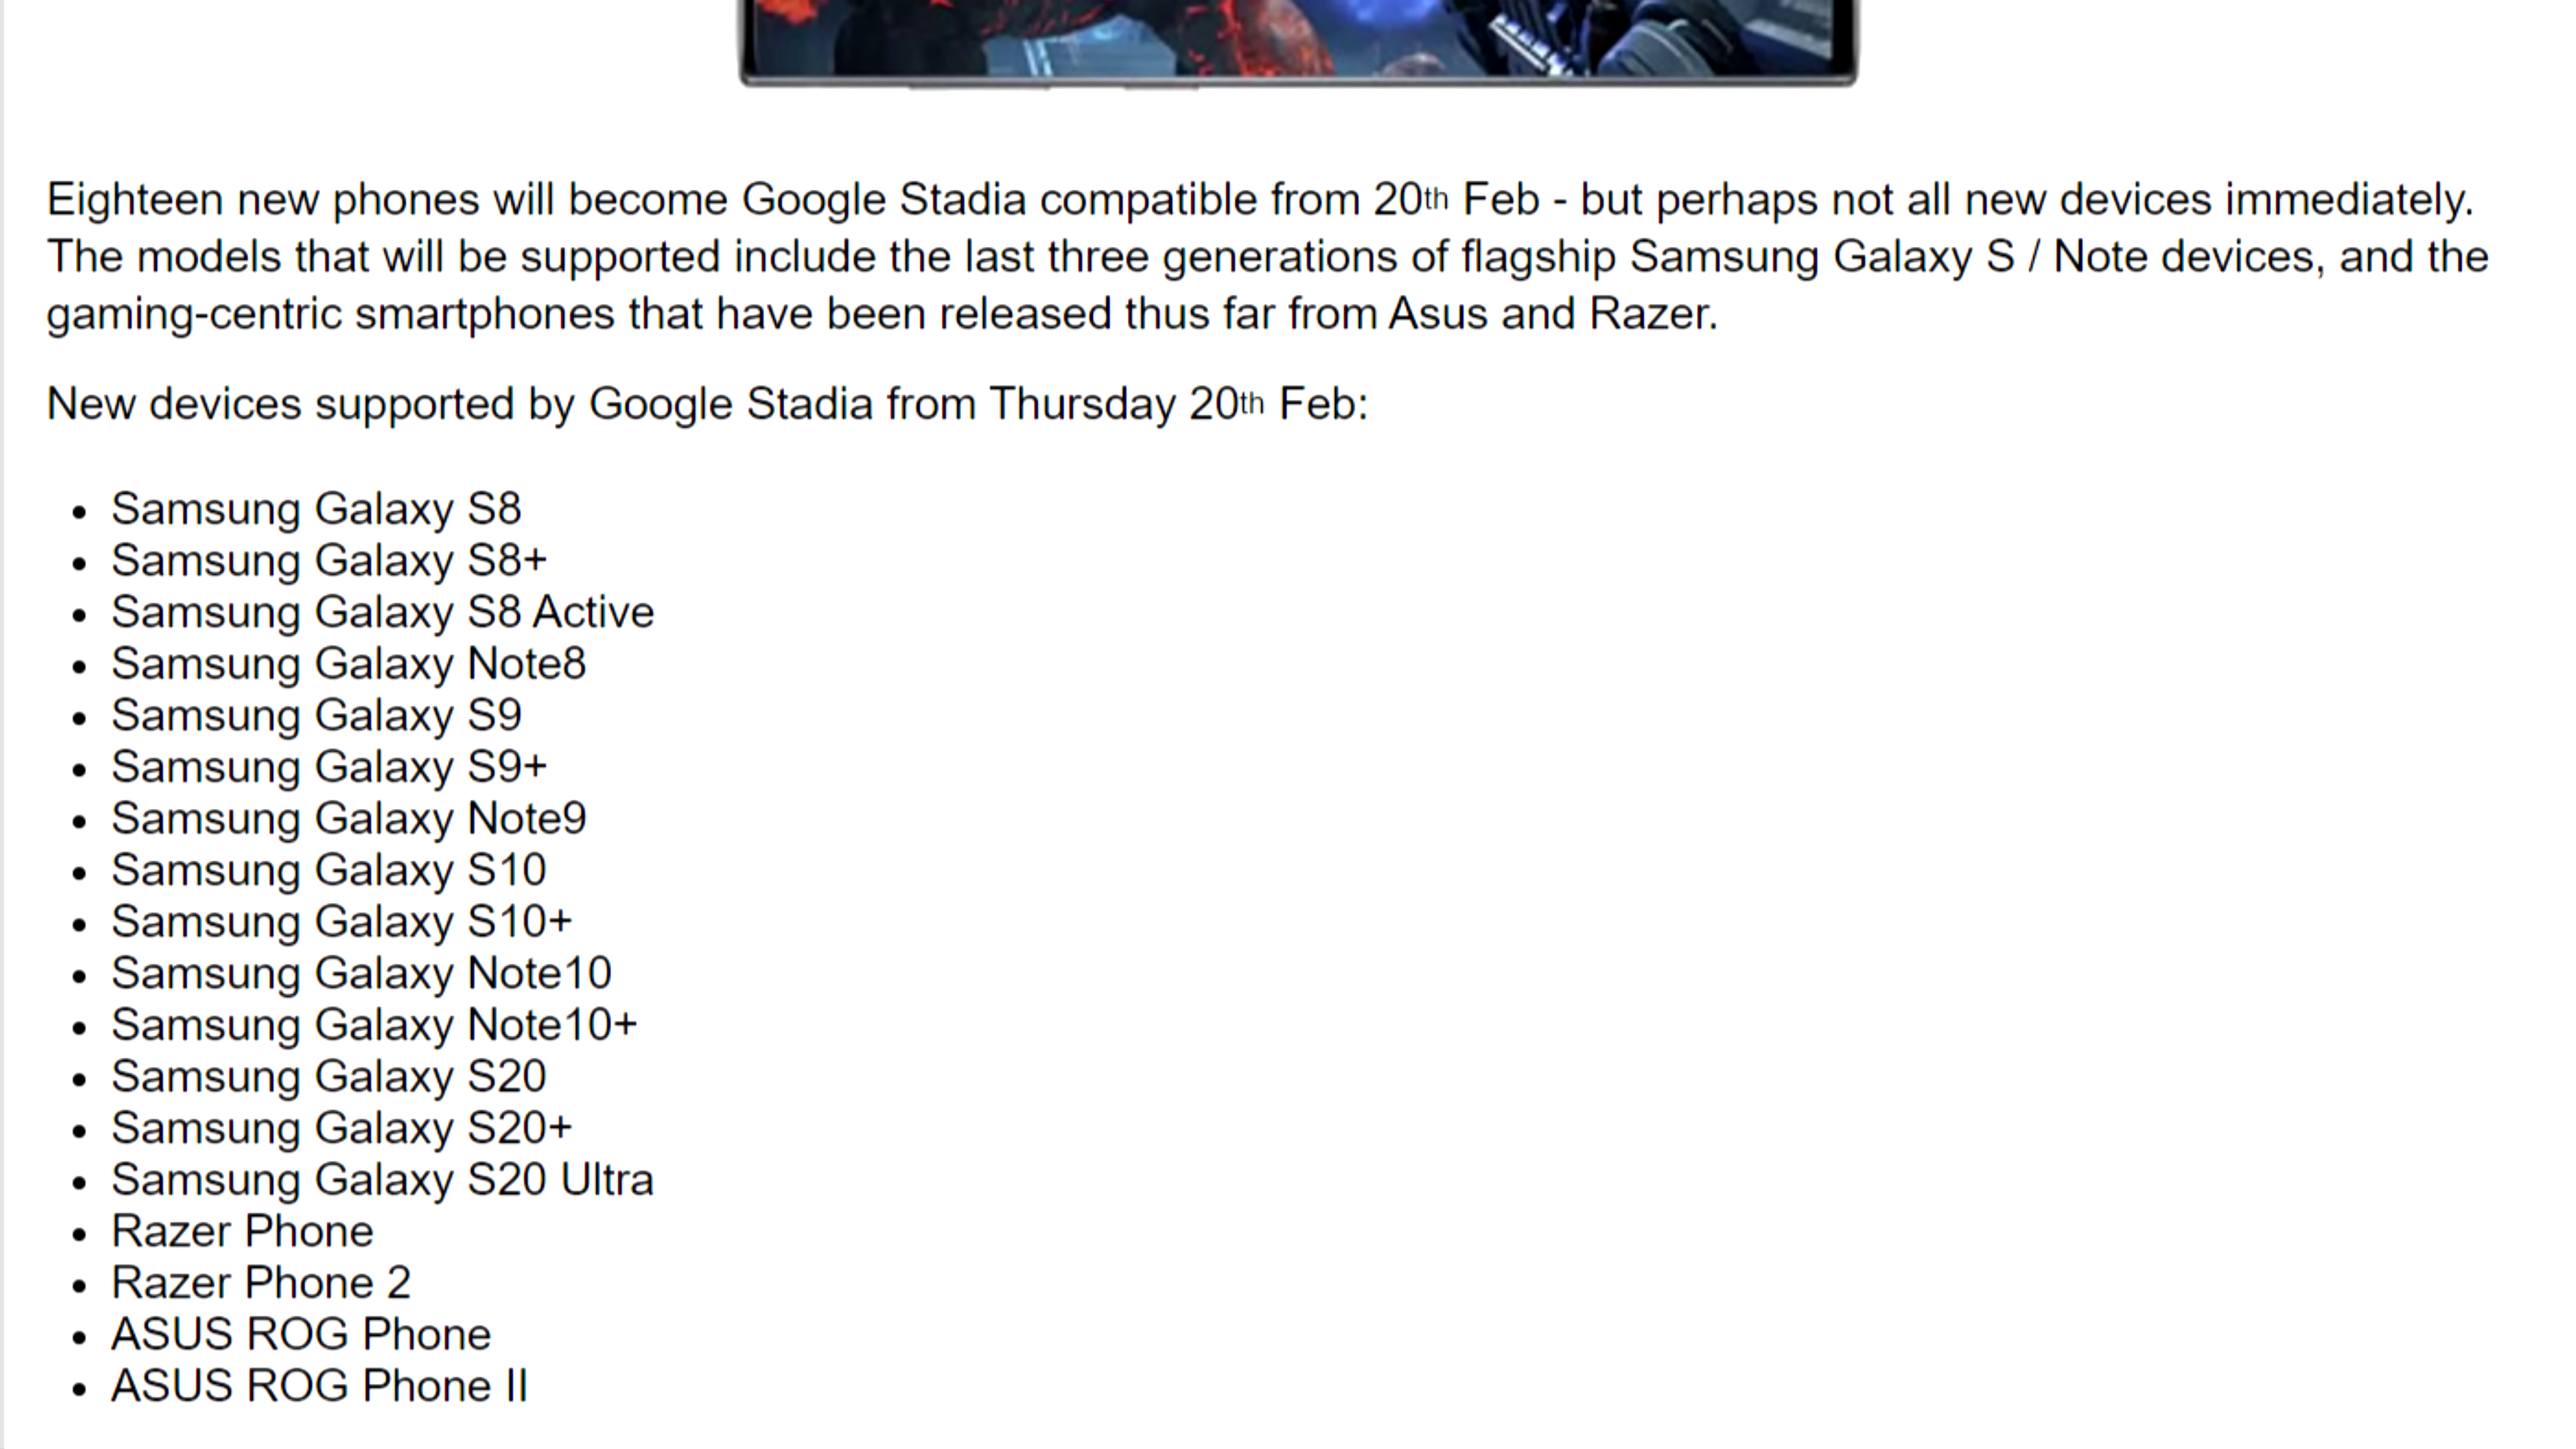 Eighteen new phones will become Google Stadia compatible from 20th Feb - but perhaps not all new devices immediately.
The models that will be supported include the last three generations of flagship Samsung Galaxy S / Note devices, and the
gaming-centric smartphones that have been released thus far from Asus and Razer.
New devices supported by Google Stadia from Thursday 20th Feb:
• Samsung Galaxy S8
• Samsung Galaxy S8+
• Samsung Galaxy S8 Active
• Samsung Galaxy Note8
• Samsung Galaxy S9
• Samsung Galaxy S9+
• Samsung Galaxy Note9
• Samsung Galaxy S10
• Samsung Galaxy S10+
• Samsung Galaxy Note10
• Samsung Galaxy Note10+
• Samsung Galaxy S20
• Samsung Galaxy S20+
• Samsung Galaxy S20 Ultra
• Razer Phone
• Razer Phone 2
• ASUS ROG Phone
• ASUS ROG Phone II